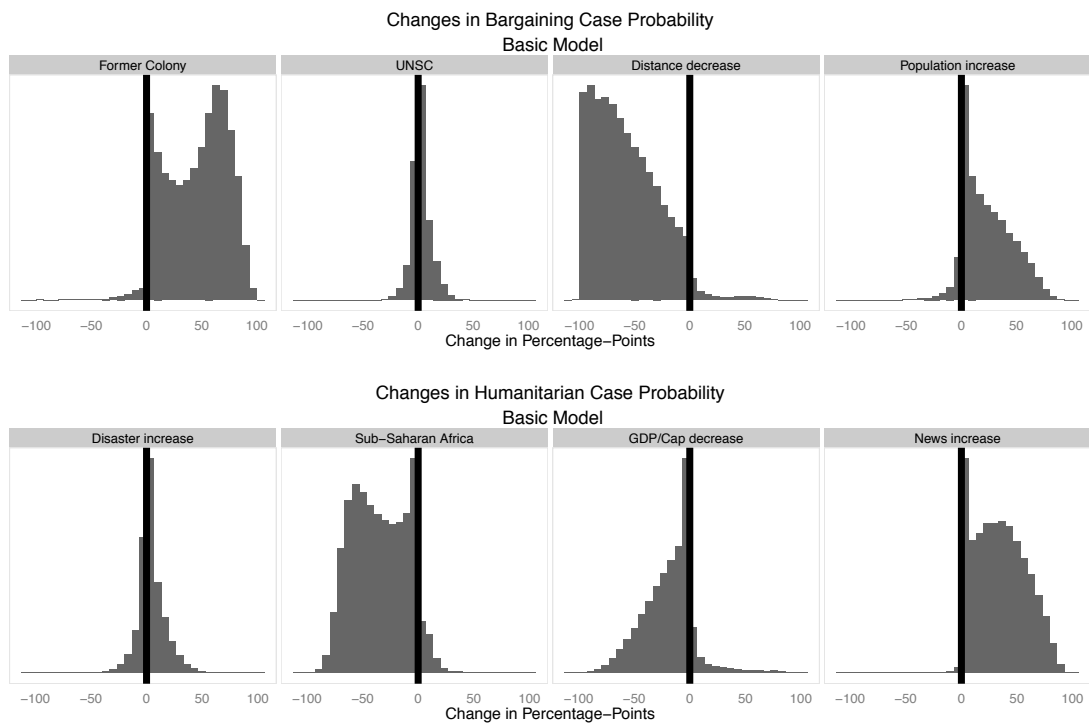 Changes in Bargaining Case Probability
Basic Model
Former Colony UNSC Distance decrease Population increase
−100 −50 0 50 100 −100 −50 0 50 100 −100 −50 0 50 100 −100 −50 0 50 100
Change in Percentage−Points
Changes in Humanitarian Case Probability
Basic Model
Disaster increase Sub−Saharan Africa GDP/Cap decrease News increase
−100 −50 0 50 100 −100 −50 0 50 100 −100 −50 0 50 100 −100 −50 0 50 100
Change in Percentage−Points